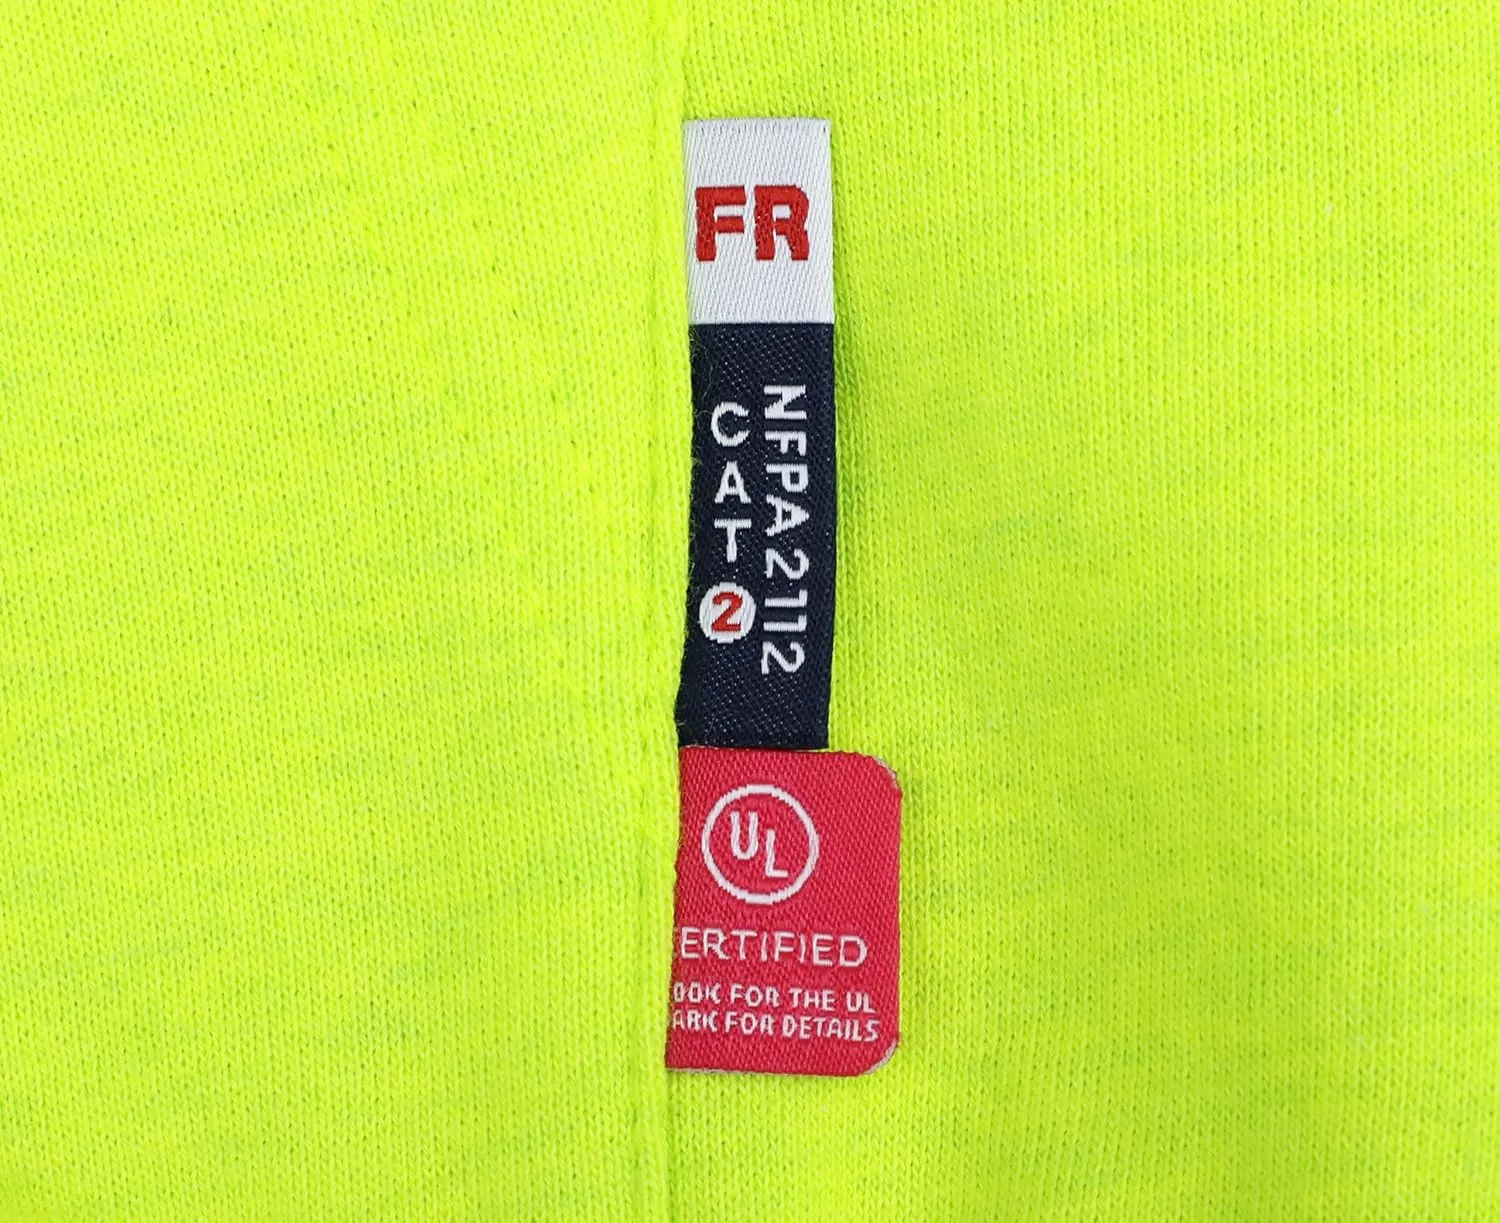 FR
NFPA2112
CAT 2
UL
ERTIFIED
OOK FOR THE UL
ARK FOR DETAILS